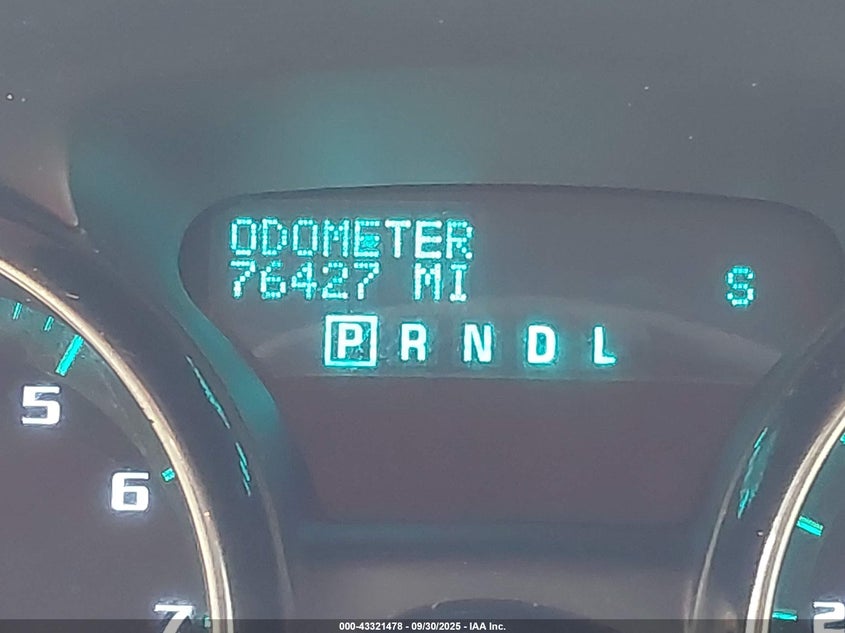 ODOMETER
76427 MI S
P R N D L
5
6
7
2
000-43321478 - 09/30/2025 - IAA Inc.